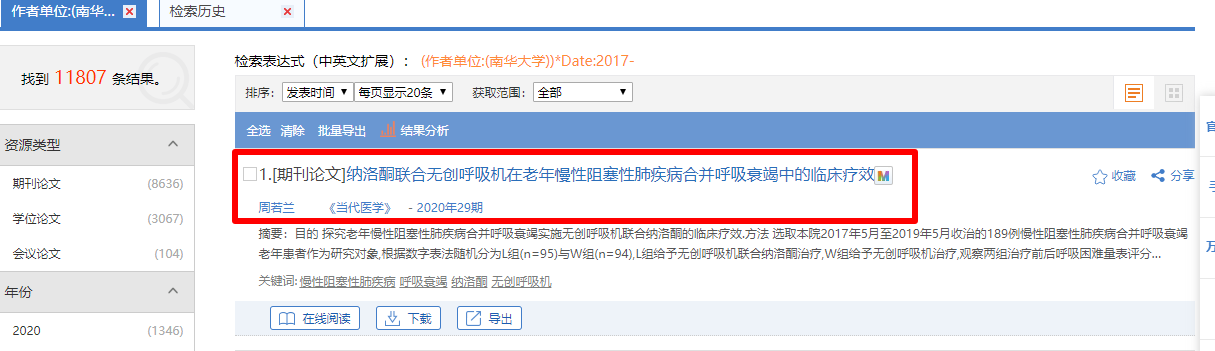 作者单位:(南华... 检索历史
找到 11807 条结果。
检索表达式（中英文扩展）： (作者单位:(南华大学))*Date:2017-
排序: 发表时间 每页显示20条 获取范围: 全部
全选 清除 批量导出 结果分析
资源类型
期刊论文 (8636)
学位论文 (3067)
会议论文 (104)
年份
2020 (1346)
1.[期刊论文]纳洛酮联合无创呼吸机在老年慢性阻塞性肺疾病合并呼吸衰竭中的临床疗效 M 收藏 分享
周若兰 《当代医学》 - 2020年29期
摘要：目的 探究老年慢性阻塞性肺疾病合并呼吸衰竭实施无创呼吸机联合纳洛酮的临床疗效.方法 选取本院2017年5月至2019年5月收治的189例慢性阻塞性肺疾病合并呼吸衰竭
老年患者作为研究对象,根据数字表法随机分为L组(n=95)与W组(n=94),L组给予无创呼吸机联合纳洛酮治疗,W组给予无创呼吸机治疗,观察两组治疗前后呼吸困难量表评分...
关键词: 慢性阻塞性肺疾病 呼吸衰竭 纳洛酮 无创呼吸机
在线阅读 下载 导出